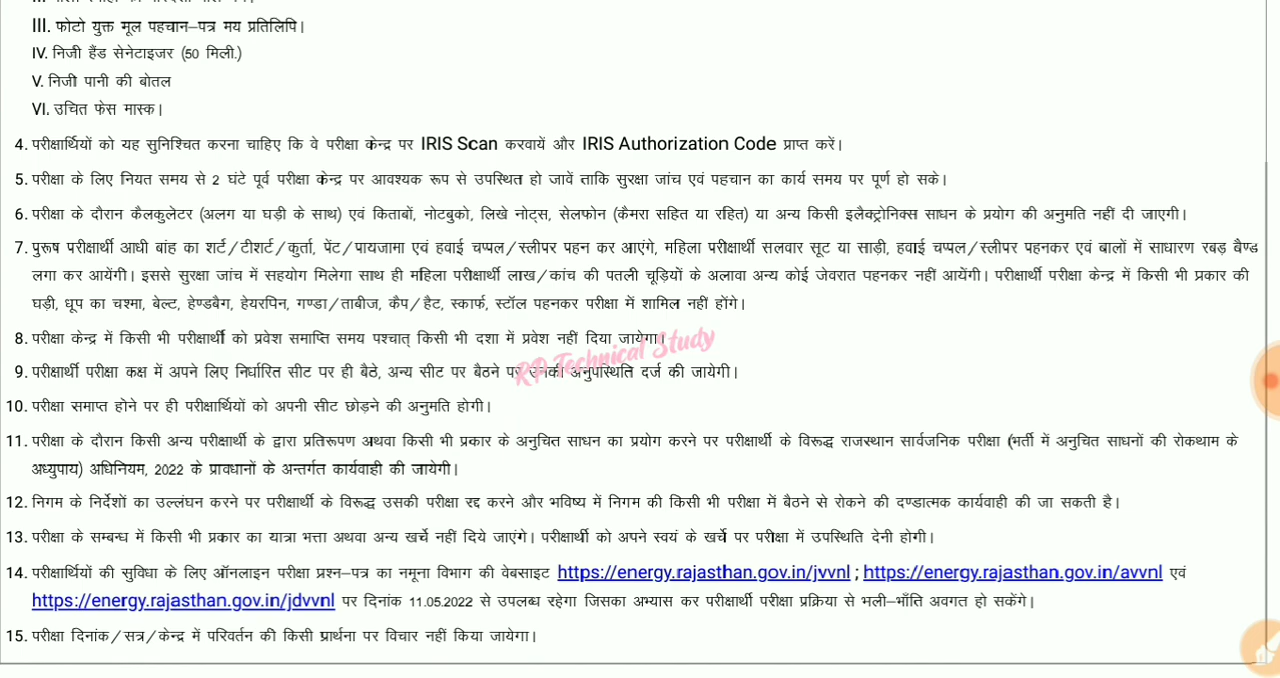 III. फोटो युक्त मूल पहचान–पत्र मय प्रतिलिपि।
IV. निजी हैंड सेनेटाइजर (50 मिली.)
V. निजी पानी की बोतल
VI. उचित फेस मास्क।
4. परीक्षार्थियों को यह सुनिश्चित करना चाहिए कि वे परीक्षा केन्द्र पर IRIS Scan करवायें और IRIS Authorization Code प्राप्त करें।
5. परीक्षा के लिए नियत समय से 2 घंटे पूर्व परीक्षा केन्द्र पर आवश्यक रूप से उपस्थित हो जावें ताकि सुरक्षा जांच एवं पहचान का कार्य समय पर पूर्ण हो सके।
6. परीक्षा के दौरान कैलकुलेटर (अलग या घड़ी के साथ) एवं किताबों, नोटबुको, लिखे नोट्स, सेलफोन (कैमरा सहित या रहित) या अन्य किसी इलैक्ट्रोनिक्स साधन के प्रयोग की अनुमति नहीं दी जाएगी।
7. पुरूष परीक्षार्थी आधी बांह का शर्ट/टीशर्ट/कुर्ता, पेंट/पायजामा एवं हवाई चप्पल/स्लीपर पहन कर आएंगे, महिला परीक्षार्थी सलवार सूट या साड़ी, हवाई चप्पल/स्लीपर पहनकर एवं बालों में साधारण रबड़ बैण्ड
लगा कर आयेंगी। इससे सुरक्षा जांच में सहयोग मिलेगा साथ ही महिला परीक्षार्थी लाख/कांच की पतली चूड़ियों के अलावा अन्य कोई जेवरात पहनकर नहीं आयेंगी। परीक्षार्थी परीक्षा केन्द्र में किसी भी प्रकार की
घड़ी, धूप का चश्मा, बेल्ट, हेण्डबैग, हेयरपिन, गण्डा/ताबीज, कैप/हैट, स्कार्फ, स्टॉल पहनकर परीक्षा में शामिल नहीं होंगे।
8. परीक्षा केन्द्र में किसी भी परीक्षार्थी को प्रवेश समाप्ति समय पश्चात् किसी भी दशा में प्रवेश नहीं दिया जायेगा।
RP Technical Study
9. परीक्षार्थी परीक्षा कक्ष में अपने लिए निर्धारित सीट पर ही बैठे, अन्य सीट पर बैठने पर उनकी अनुपस्थिति दर्ज की जायेगी।
10. परीक्षा समाप्त होने पर ही परीक्षार्थियों को अपनी सीट छोड़ने की अनुमति होगी।
11. परीक्षा के दौरान किसी अन्य परीक्षार्थी के द्वारा प्रतिरूपण अथवा किसी भी प्रकार के अनुचित साधन का प्रयोग करने पर परीक्षार्थी के विरूद्ध राजस्थान सार्वजनिक परीक्षा (भर्ती में अनुचित साधनों की रोकथाम के
अध्युपाय) अधिनियम, 2022 के प्रावधानों के अन्तर्गत कार्यवाही की जायेगी।
12. निगम के निर्देशों का उल्लंघन करने पर परीक्षार्थी के विरूद्ध उसकी परीक्षा रद्द करने और भविष्य में निगम की किसी भी परीक्षा में बैठने से रोकने की दण्डात्मक कार्यवाही की जा सकती है।
13. परीक्षा के सम्बन्ध में किसी भी प्रकार का यात्रा भत्ता अथवा अन्य खर्चे नहीं दिये जाएंगे। परीक्षार्थी को अपने स्वयं के खर्चे पर परीक्षा में उपस्थिति देनी होगी।
14. परीक्षार्थियों की सुविधा के लिए ऑनलाइन परीक्षा प्रश्न–पत्र का नमूना विभाग की वेबसाइट https://energy.rajasthan.gov.in/jvvnl ; https://energy.rajasthan.gov.in/avvnl एवं
https://energy.rajasthan.gov.in/jdvvnl पर दिनांक 11.05.2022 से उपलब्ध रहेगा जिसका अभ्यास कर परीक्षार्थी परीक्षा प्रक्रिया से भली–भाँति अवगत हो सकेंगे।
15. परीक्षा दिनांक/सत्र/केन्द्र में परिवर्तन की किसी प्रार्थना पर विचार नहीं किया जायेगा।